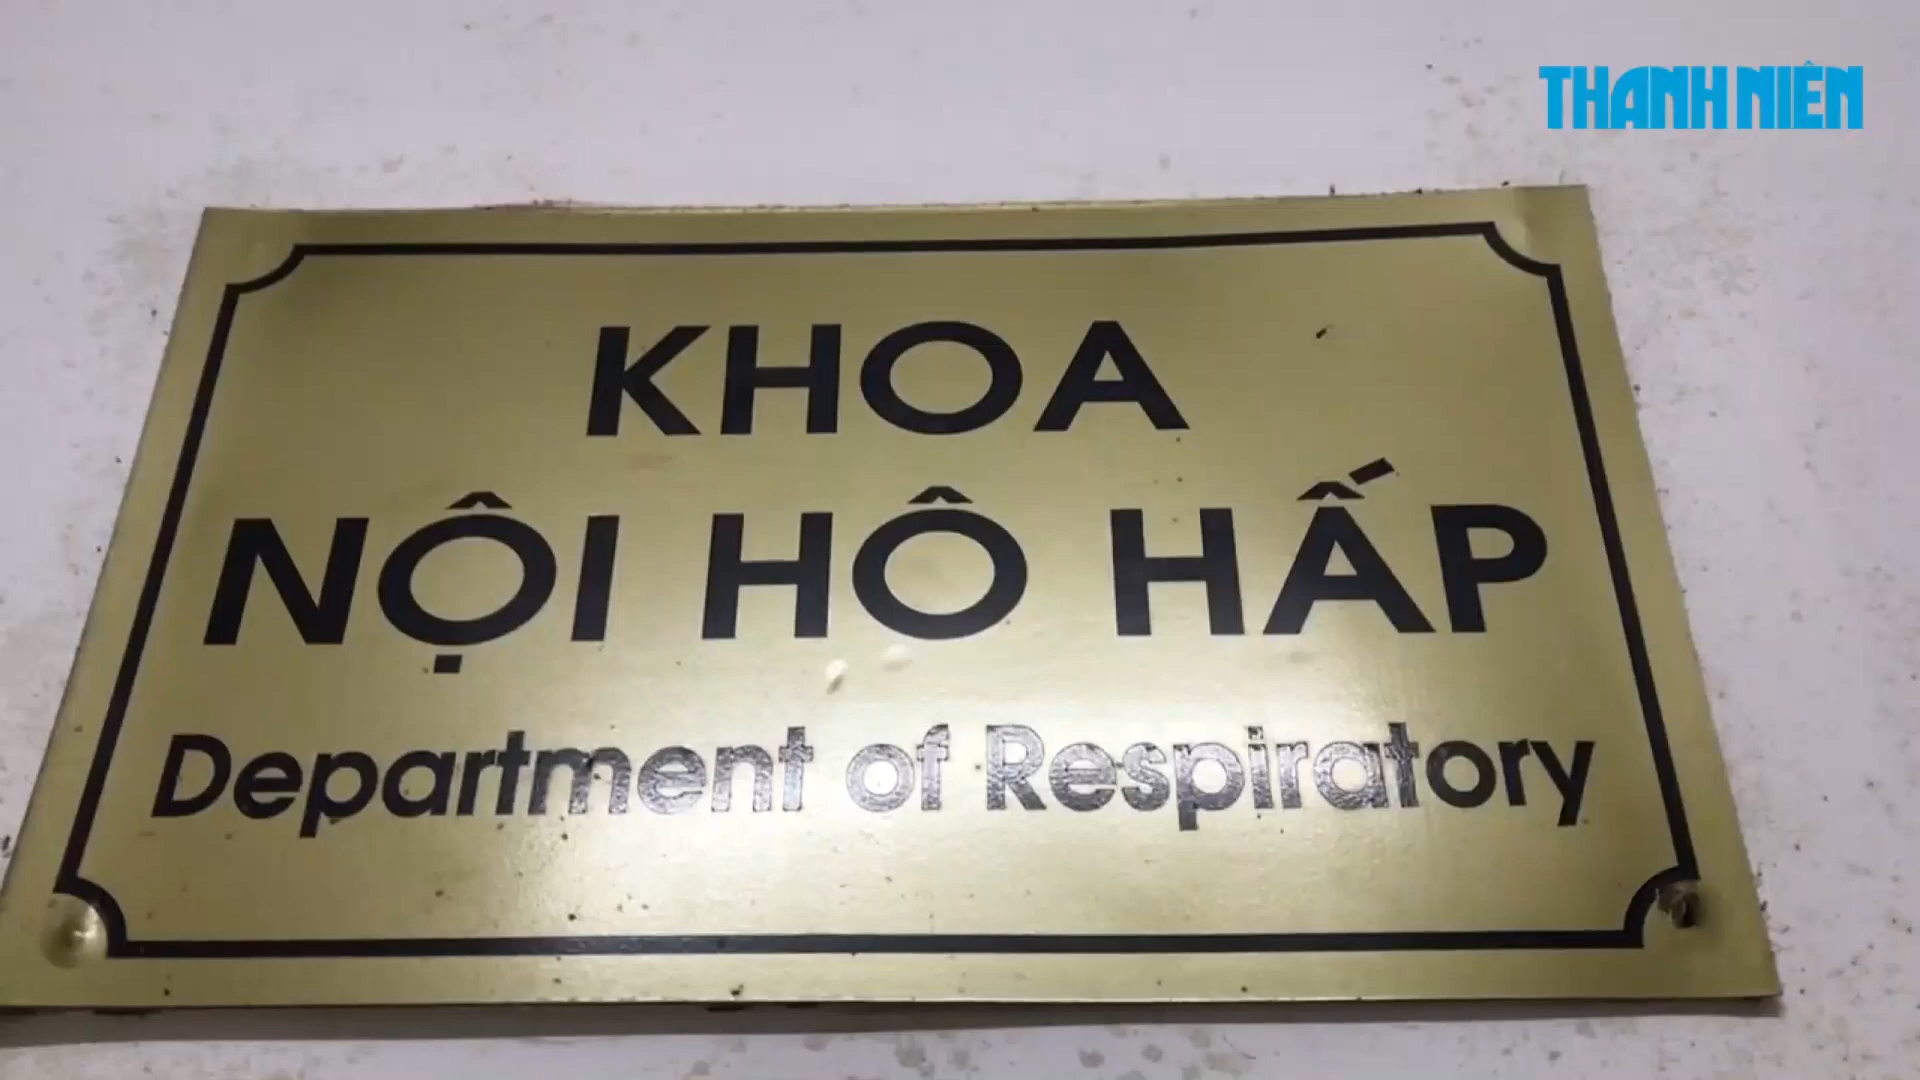 THANH NIÊN
KHOA
NỘI HÔ HẤP
Department of Respiratory